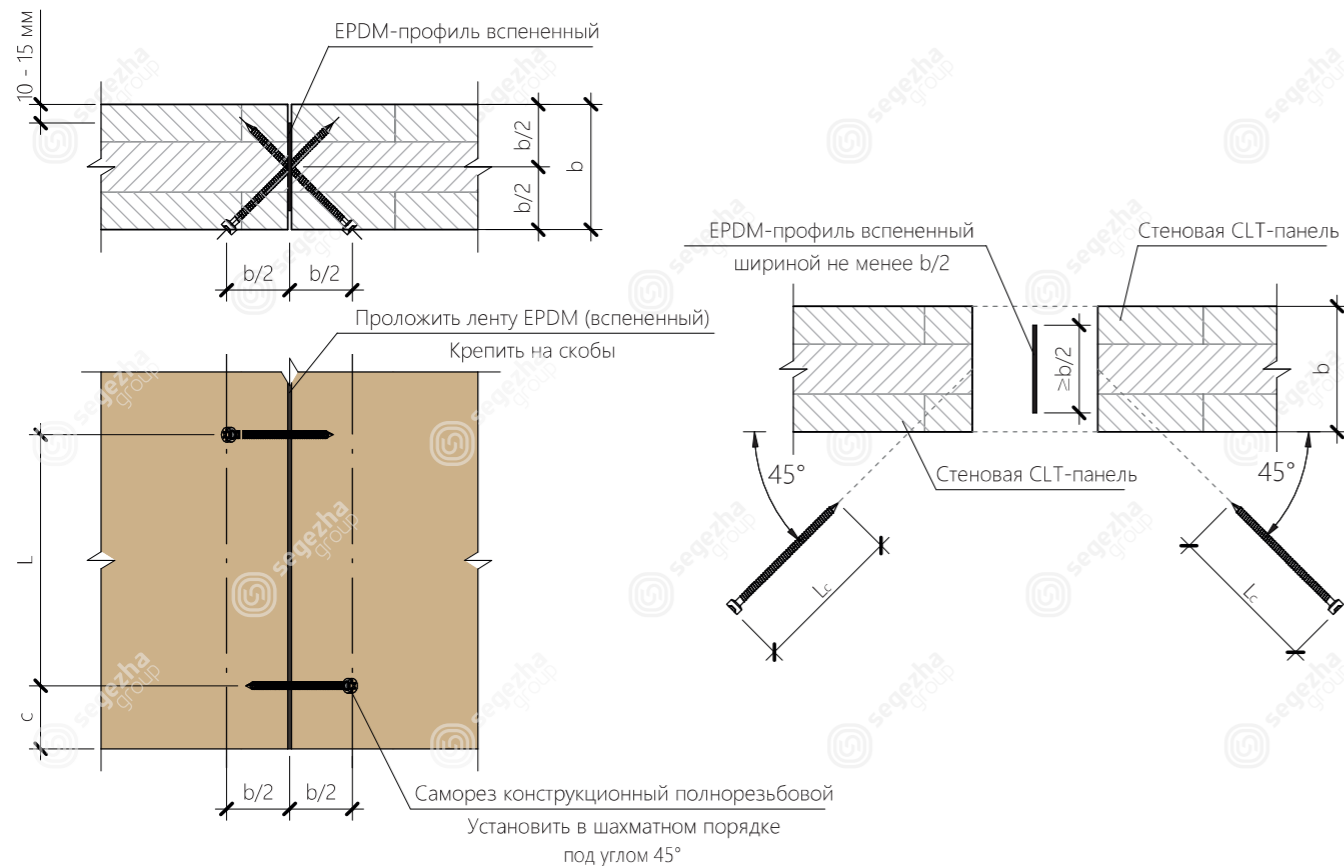 10 - 15 мм
EPDM-профиль вспененный
b/2
b/2
b
b/2
b/2
Проложить ленту EPDM (вспененный)
Крепить на скобы
L
c
b/2
b/2
Саморез конструкционный полнорезьбовой
Установить в шахматном порядке
под углом 45°
EPDM-профиль вспененный
шириной не менее b/2
Стеновая CLT-панель
≥b/2
b
45°
45°
Стеновая CLT-панель
Lc
Lc
segezha
group